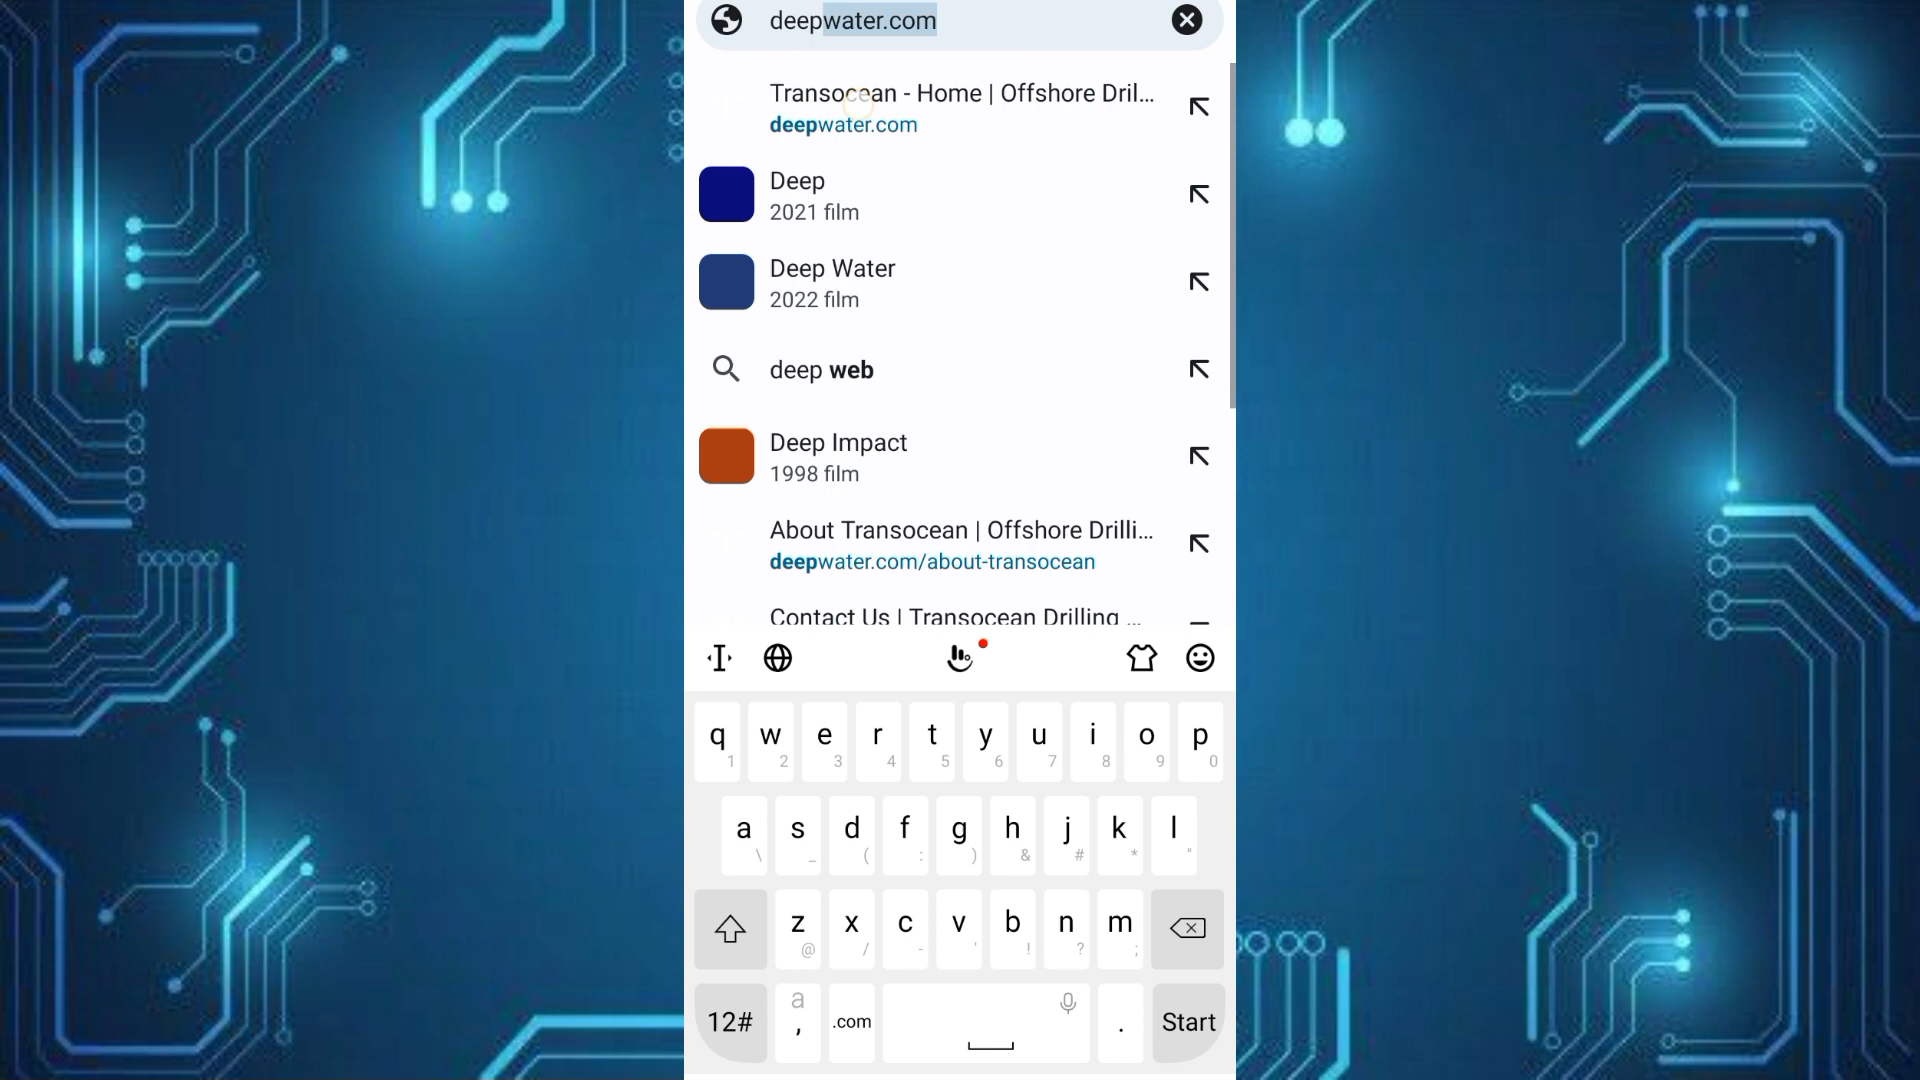 deepwater.com
Transocean - Home | Offshore Dril...
deepwater.com
Deep
2021 film
Deep Water
2022 film
deep web
Deep Impact
1998 film
About Transocean | Offshore Drilli...
deepwater.com/about-transocean
Contact Us | Transocean Drilling ...
q w e r t y u i o p
1 2 3 4 5 6 7 8 9 0
a s d f g h j k l
\ _ ( : ) & # * "
z x c v b n m
@ / - ' ! ? ;
a
12# , .com . Start